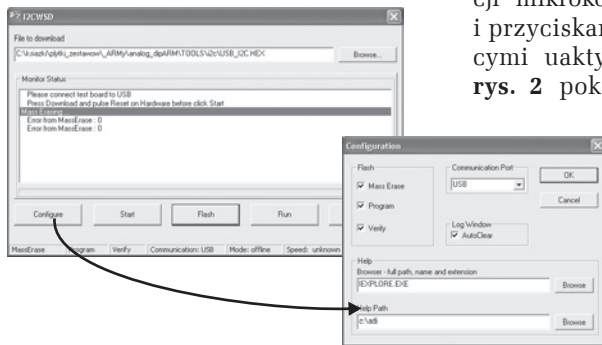 I2CWSD
File to download
C:\ksiazki\plytki_zestawow\_ARMy\analog_dipARM\TOOLS\i2c\USB_I2C.HEX
Browse...
Monitor Status
Please connect test board to USB
Press Download and pulse Reset on Hardware before click Start
Mass Erasing
Error from MassErase : 0
Error from MassErase : 0
Configure
Start
Flash
Run
MassErase
Program
Verify
Communication: USB
Mode: offline
Speed: unknown
cji mikroko
i przyciskar
cymi uakty
rys. 2 pok
Configuration
Flash
Mass Erase
Program
Verify
Communication Port
USB
Log Window
AutoClear
OK
Cancel
Help
Browser - full path, name and extension
IEXPLORE.EXE
Browse
Help Path
c:\adi
Browse